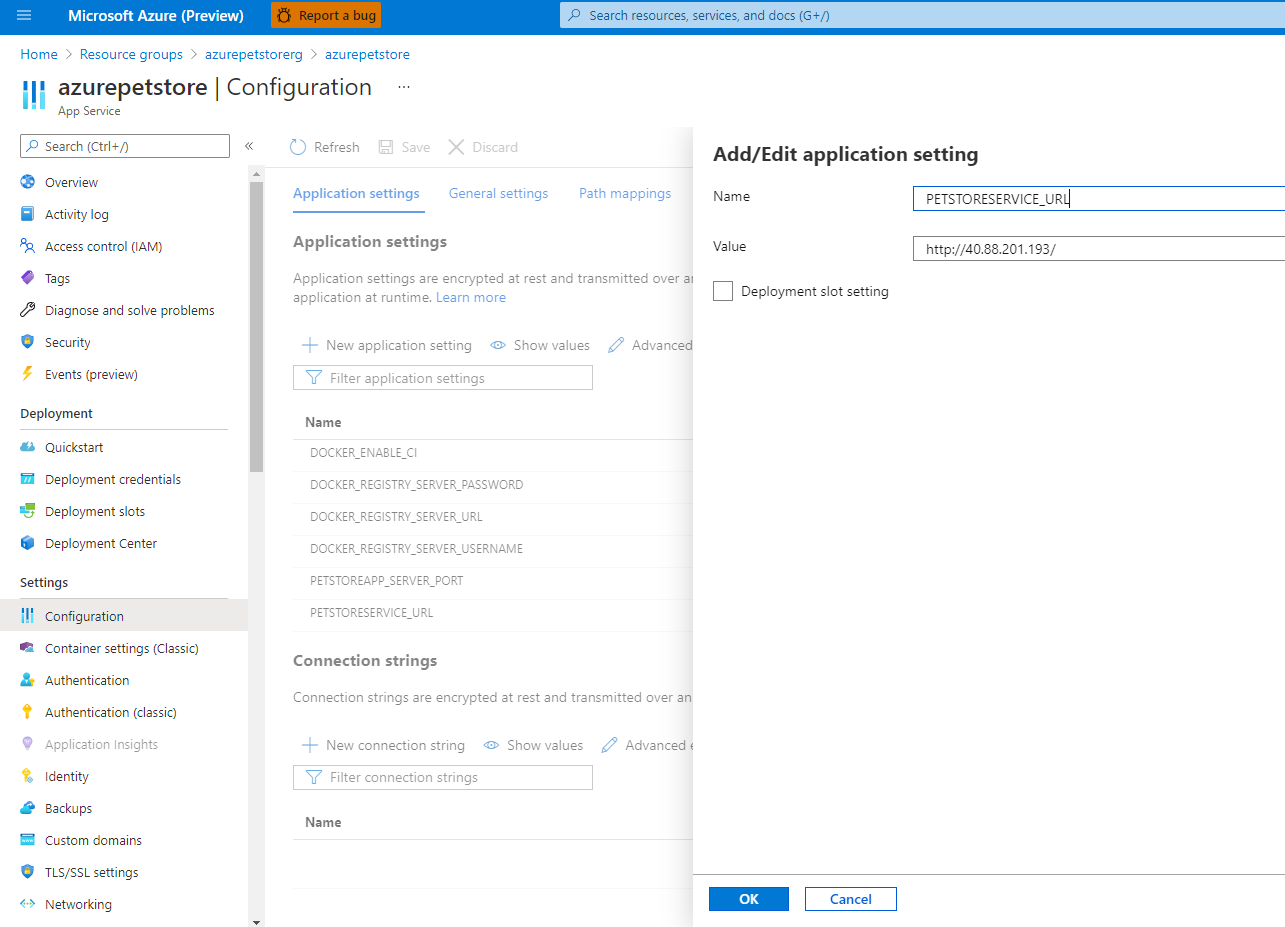 Microsoft Azure (Preview)
Report a bug
Search resources, services, and docs (G+/)
Home > Resource groups > azurepetstorerg > azurepetstore
azurepetstore | Configuration ...
App Service
Search (Ctrl+/)
«
Overview
Activity log
Access control (IAM)
Tags
Diagnose and solve problems
Security
Events (preview)
Deployment
Quickstart
Deployment credentials
Deployment slots
Deployment Center
Settings
Configuration
Container settings (Classic)
Authentication
Authentication (classic)
Application Insights
Identity
Backups
Custom domains
TLS/SSL settings
Networking
Refresh Save Discard
Application settings General settings Path mappings
Application settings
Application settings are encrypted at rest and transmitted over an
application at runtime. Learn more
New application setting Show values Advanced
Filter application settings
Name
DOCKER_ENABLE_CI
DOCKER_REGISTRY_SERVER_PASSWORD
DOCKER_REGISTRY_SERVER_URL
DOCKER_REGISTRY_SERVER_USERNAME
PETSTOREAPP_SERVER_PORT
PETSTORESERVICE_URL
Connection strings
Connection strings are encrypted at rest and transmitted over an
New connection string Show values Advanced e
Filter connection strings
Name
Add/Edit application setting
Name PETSTORESERVICE_URL
Value http://40.88.201.193/
Deployment slot setting
OK Cancel